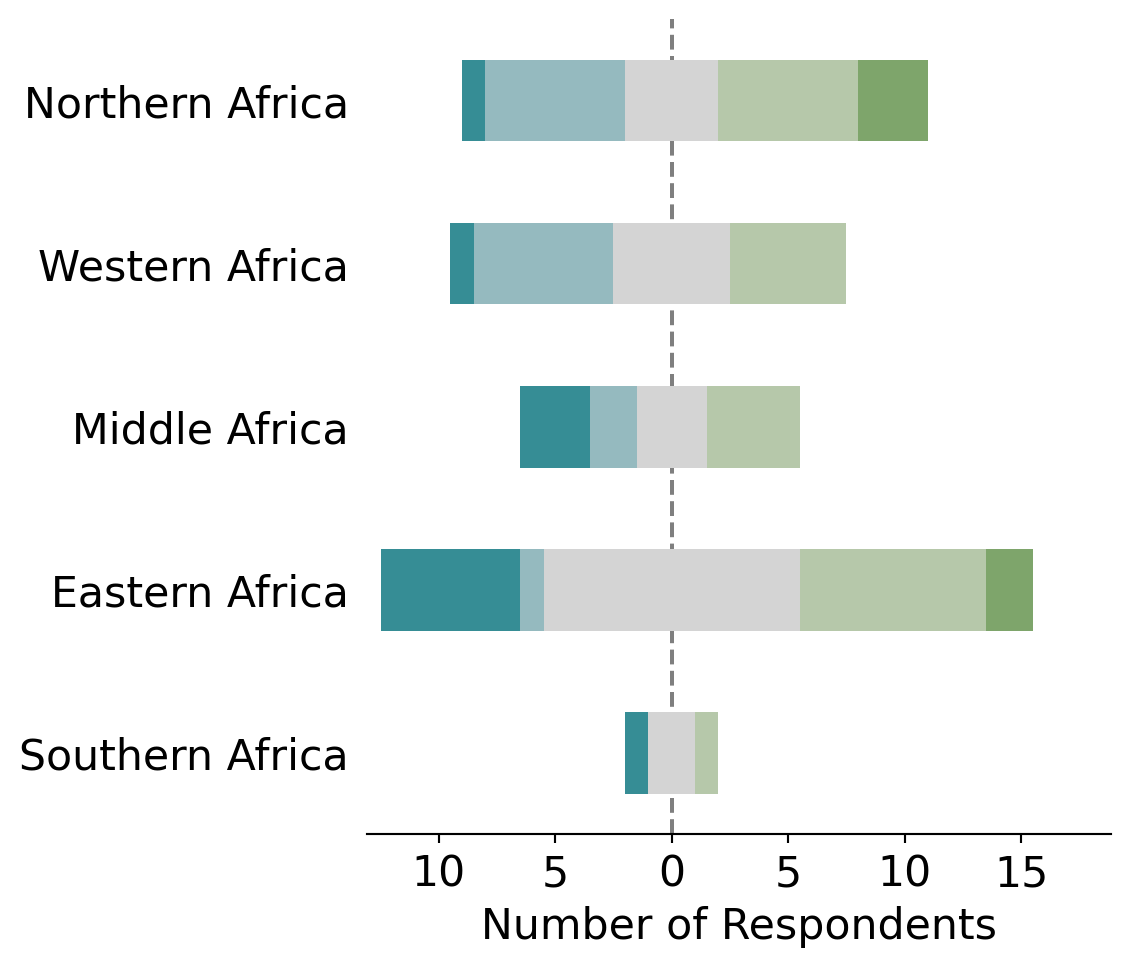 Northern Africa
Western Africa
Middle Africa
Eastern Africa
Southern Africa
10 5 0 5 10 15
Number of Respondents